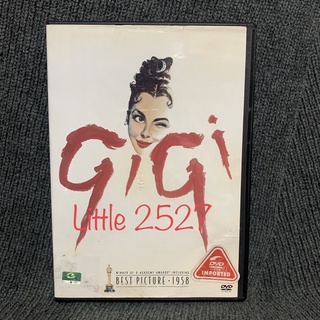 GiGi
Little 2527
WINNER OF 9 ACADEMY AWARDS® INCLUDING
BEST PICTURE · 1958
DVD
IMPORTED
DVD